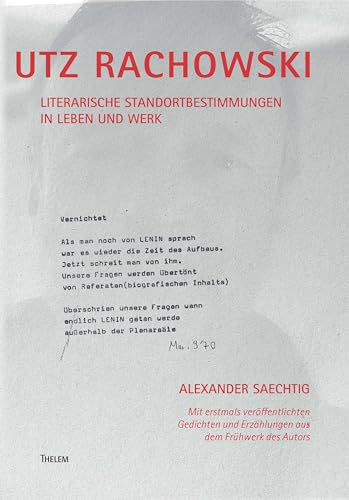 UTZ RACHOWSKI
LITERARISCHE STANDORTBESTIMMUNGEN
IN LEBEN UND WERK
Vernichtet
Als man noch von LENIN sprach
war es wieder die Zeit des Aufbaus.
Jetzt schreit man von ihm.
Unsere Fragen werden übertönt
von Referaten(biografischen Inhalts)
Überschrien unsere Fragen wann
endlich LENIN getan werde
außerhalb der Plenarsäle
ALEXANDER SAECHTIG
Mit erstmals veröffentlichten
Gedichten und Erzählungen aus
dem Frühwerk des Autors
THELEM